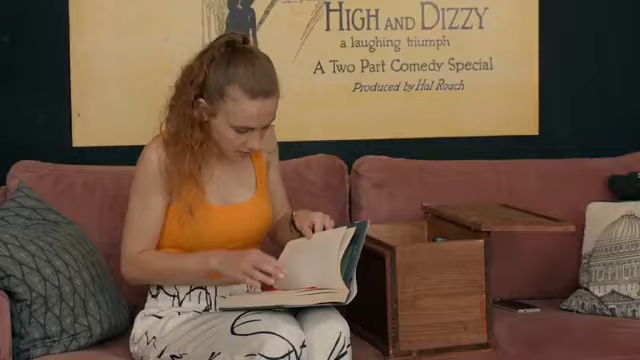 HIGH AND DIZZY
a laughing triumph
A TWO PART COMEDY SPECIAL
Produced by Hal Roach